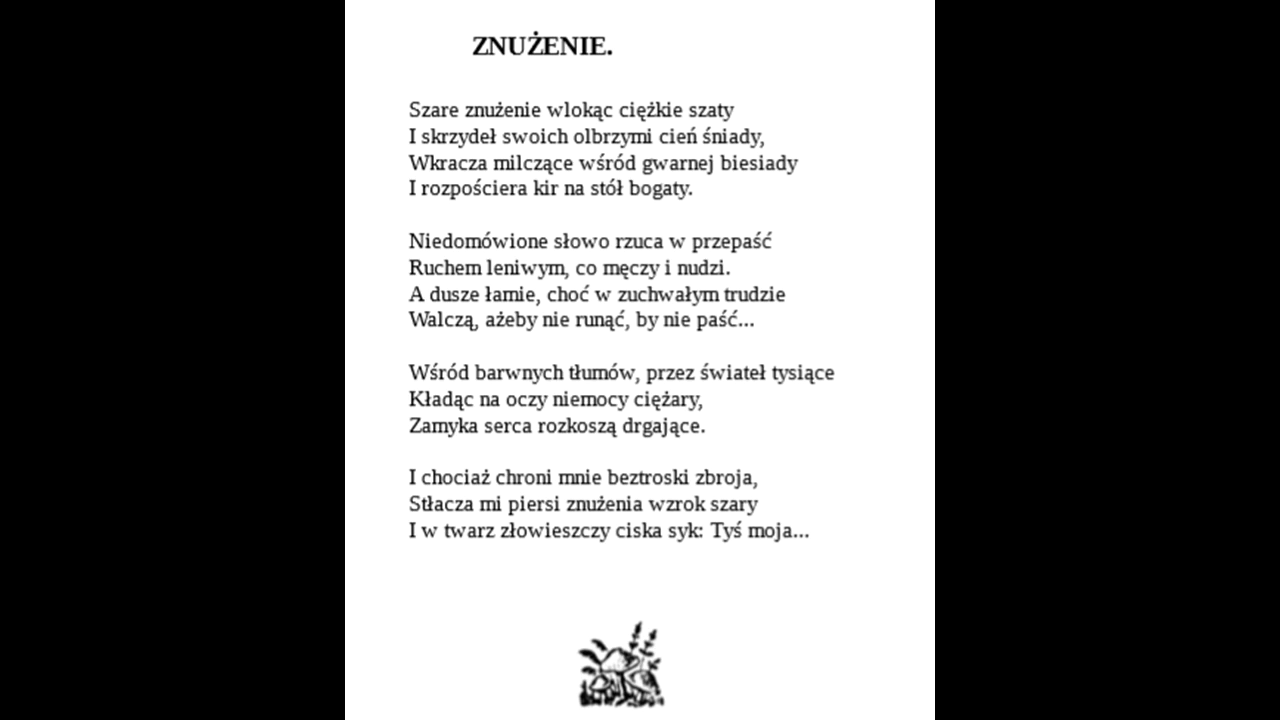 ZNUŻENIE.
Szare znużenie wlokąc ciężkie szaty
I skrzydeł swoich olbrzymi cień śniady,
Wkracza milczące wśród gwarnej biesiady
I rozpościera kir na stół bogaty.
Niedomówione słowo rzuca w przepaść
Ruchem leniwym, co męczy i nudzi.
A dusze łamie, choć w zuchwałym trudzie
Walczą, ażeby nie runąć, by nie paść...
Wśród barwnych tłumów, przez świateł tysiące
Kładąc na oczy niemocy ciężary,
Zamyka serca rozkoszą drgające.
I chociaż chroni mnie beztroski zbroja,
Stłacza mi piersi znużenia wzrok szary
I w twarz złowieszczy ciska syk: Tyś moja...